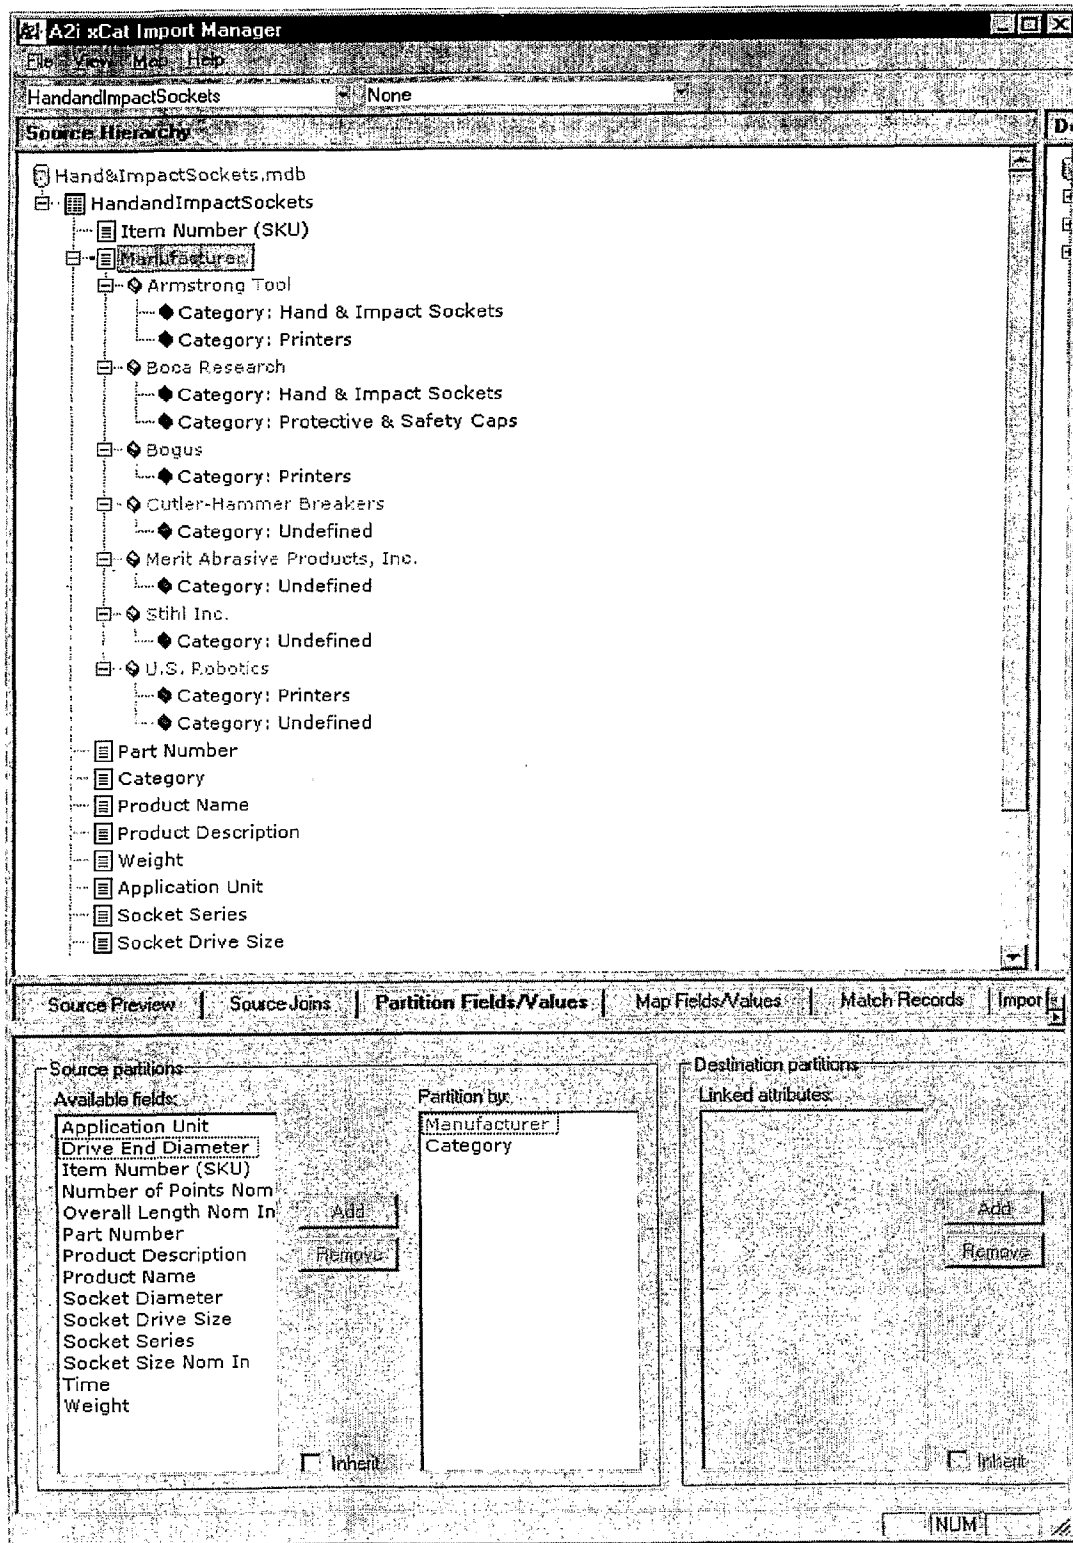 A2i A2i xCat Import Manager
File View Map Help
HandandImpactSockets None
Source Hierarchy
Hand&ImpactSockets.mdb
HandandImpactSockets
Item Number (SKU)
Manufacturer
Armstrong Tool
Category: Hand & Impact Sockets
Category: Printers
Boca Research
Category: Hand & Impact Sockets
Category: Protective & Safety Caps
Bogus
Category: Printers
Cutler-Hammer Breakers
Category: Undefined
Merit Abrasive Products, Inc.
Category: Undefined
Stihl Inc.
Category: Undefined
U.S. Robotics
Category: Printers
Category: Undefined
Part Number
Category
Product Name
Product Description
Weight
Application Unit
Socket Series
Socket Drive Size
Source Preview Source Joins Partition Fields/Values Map Fields/Values Match Records Impor
Source partitions
Available fields:
Application Unit
Drive End Diameter
Item Number (SKU)
Number of Points Nom
Overall Length Nom In
Part Number
Product Description
Product Name
Socket Diameter
Socket Drive Size
Socket Series
Socket Size Nom In
Time
Weight
Add
Remove
Inherit
Partition by:
Manufacturer
Category
Destination partitions
Linked attributes:
Add
Remove
Inherit
NUM